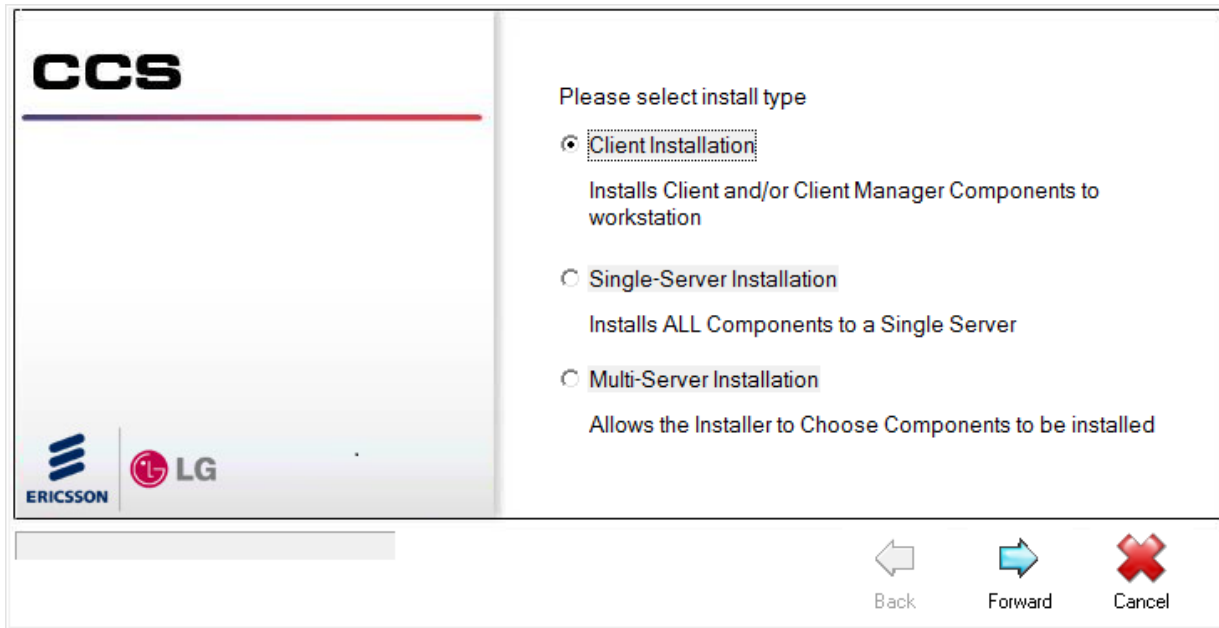 CCS
Please select install type
Client Installation
Installs Client and/or Client Manager Components to
workstation
Single-Server Installation
Installs ALL Components to a Single Server
Multi-Server Installation
Allows the Installer to Choose Components to be installed
ERICSSON
LG
Back
Forward
Cancel